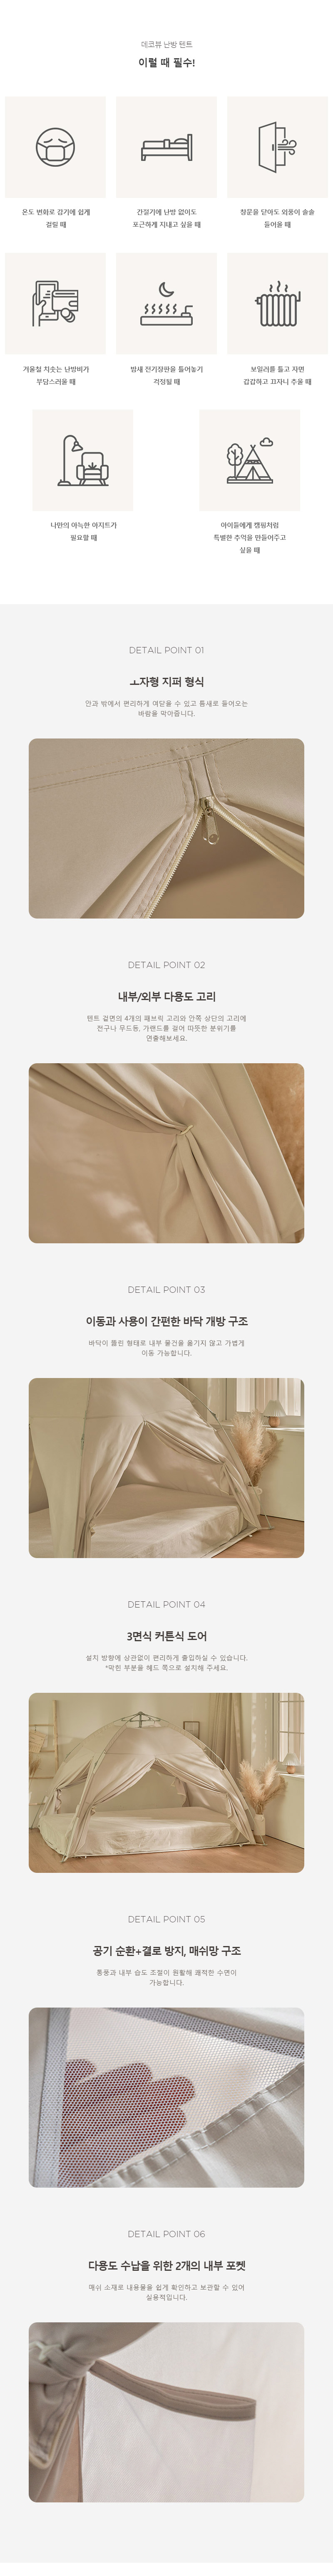 데코뷰 난방 텐트
이럴 때 필수!
온도 변화로 감기에 쉽게
걸릴 때
간절기에 난방 없이도
포근하게 지내고 싶을 때
창문을 닫아도 외풍이 솔솔
들어올 때
겨울철 치솟는 난방비가
부담스러울 때
밤새 전기장판을 틀어놓기
걱정될 때
보일러를 틀고 자면
갑갑하고 끄자니 추울 때
나만의 아늑한 아지트가
필요할 때
아이들에게 캠핑처럼
특별한 추억을 만들어주고
싶을 때
DETAIL POINT 01
ㅗ자형 지퍼 형식
안과 밖에서 편리하게 여닫을 수 있고 틈새로 들어오는
바람을 막아줍니다.
DETAIL POINT 02
내부/외부 다용도 고리
텐트 겉면의 4개의 패브릭 고리와 안쪽 상단의 고리에
전구나 무드등, 가랜드를 걸어 따뜻한 분위기를
연출해보세요.
DETAIL POINT 03
이동과 사용이 간편한 바닥 개방 구조
바닥이 뚫린 형태로 내부 물건을 옮기지 않고 가볍게
이동 가능합니다.
DETAIL POINT 04
3면식 커튼식 도어
설치 방향에 상관없이 편리하게 출입하실 수 있습니다.
*막힌 부분을 헤드 쪽으로 설치해 주세요.
DETAIL POINT 05
공기 순환+결로 방지, 매쉬망 구조
통풍과 내부 습도 조절이 원활해 쾌적한 수면이
가능합니다.
DETAIL POINT 06
다용도 수납을 위한 2개의 내부 포켓
매쉬 소재로 내용물을 쉽게 확인하고 보관할 수 있어
실용적입니다.